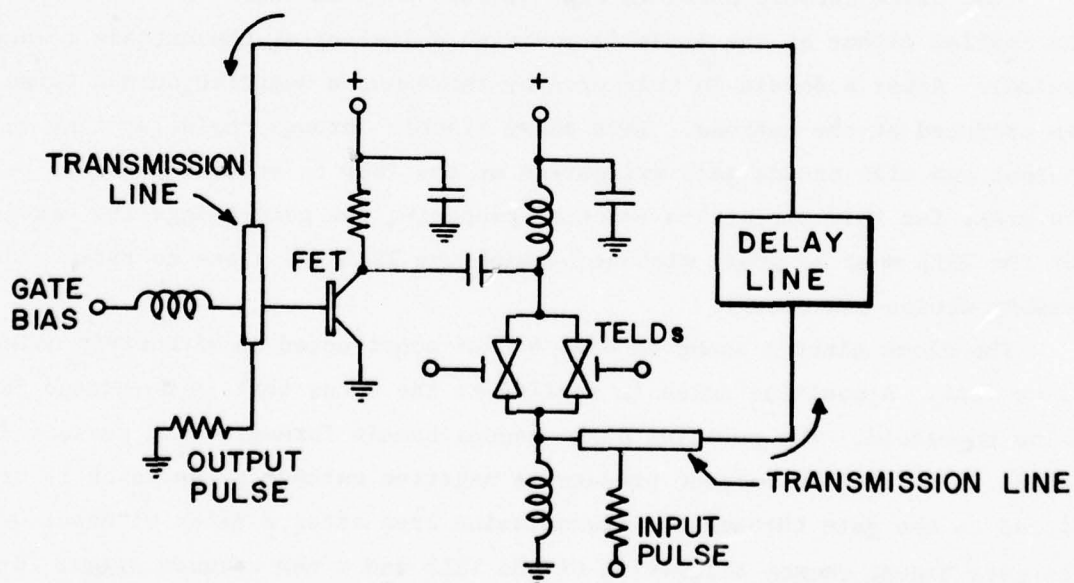 TRANSMISSION
LINE
+
+
FET
GATE
BIAS
DELAY
LINE
TELDs
OUTPUT
PULSE
TRANSMISSION LINE
INPUT
PULSE